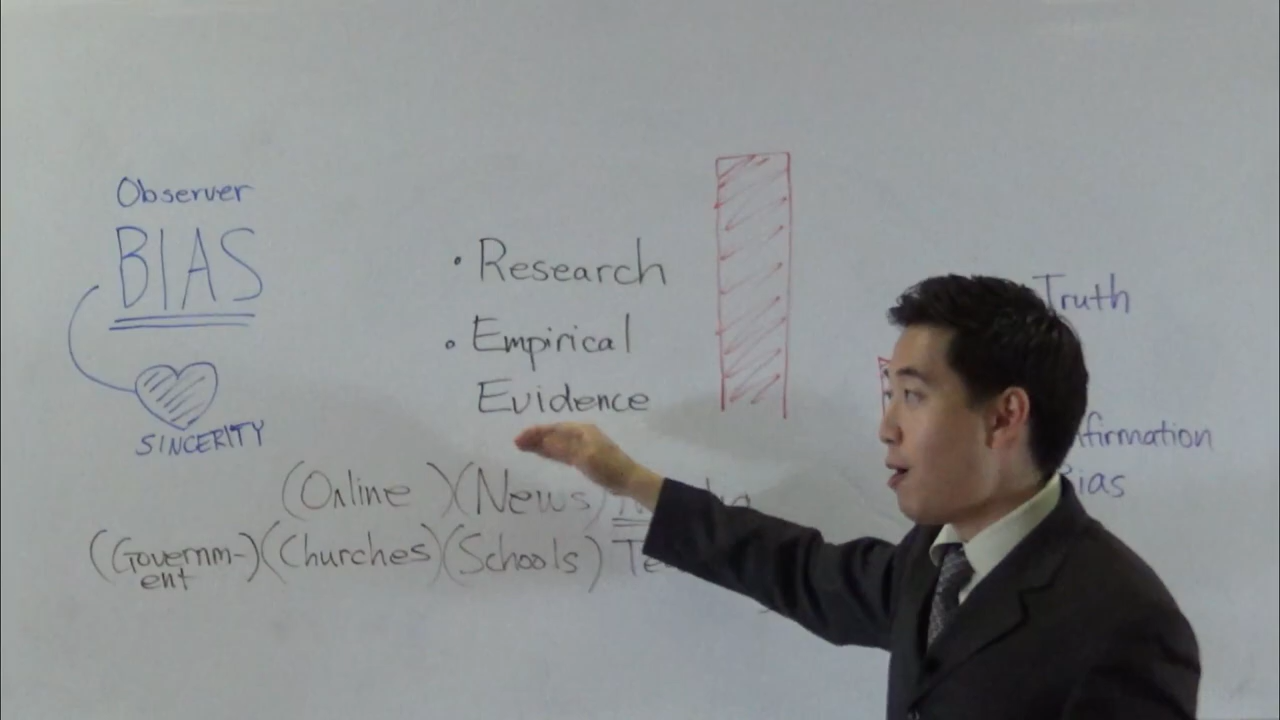 Observer
BIAS
SINCERITY
• Research
• Empirical
Evidence
Truth
Bias
(Online )(News)
(Governm-)(Churches)(Schools)
ent